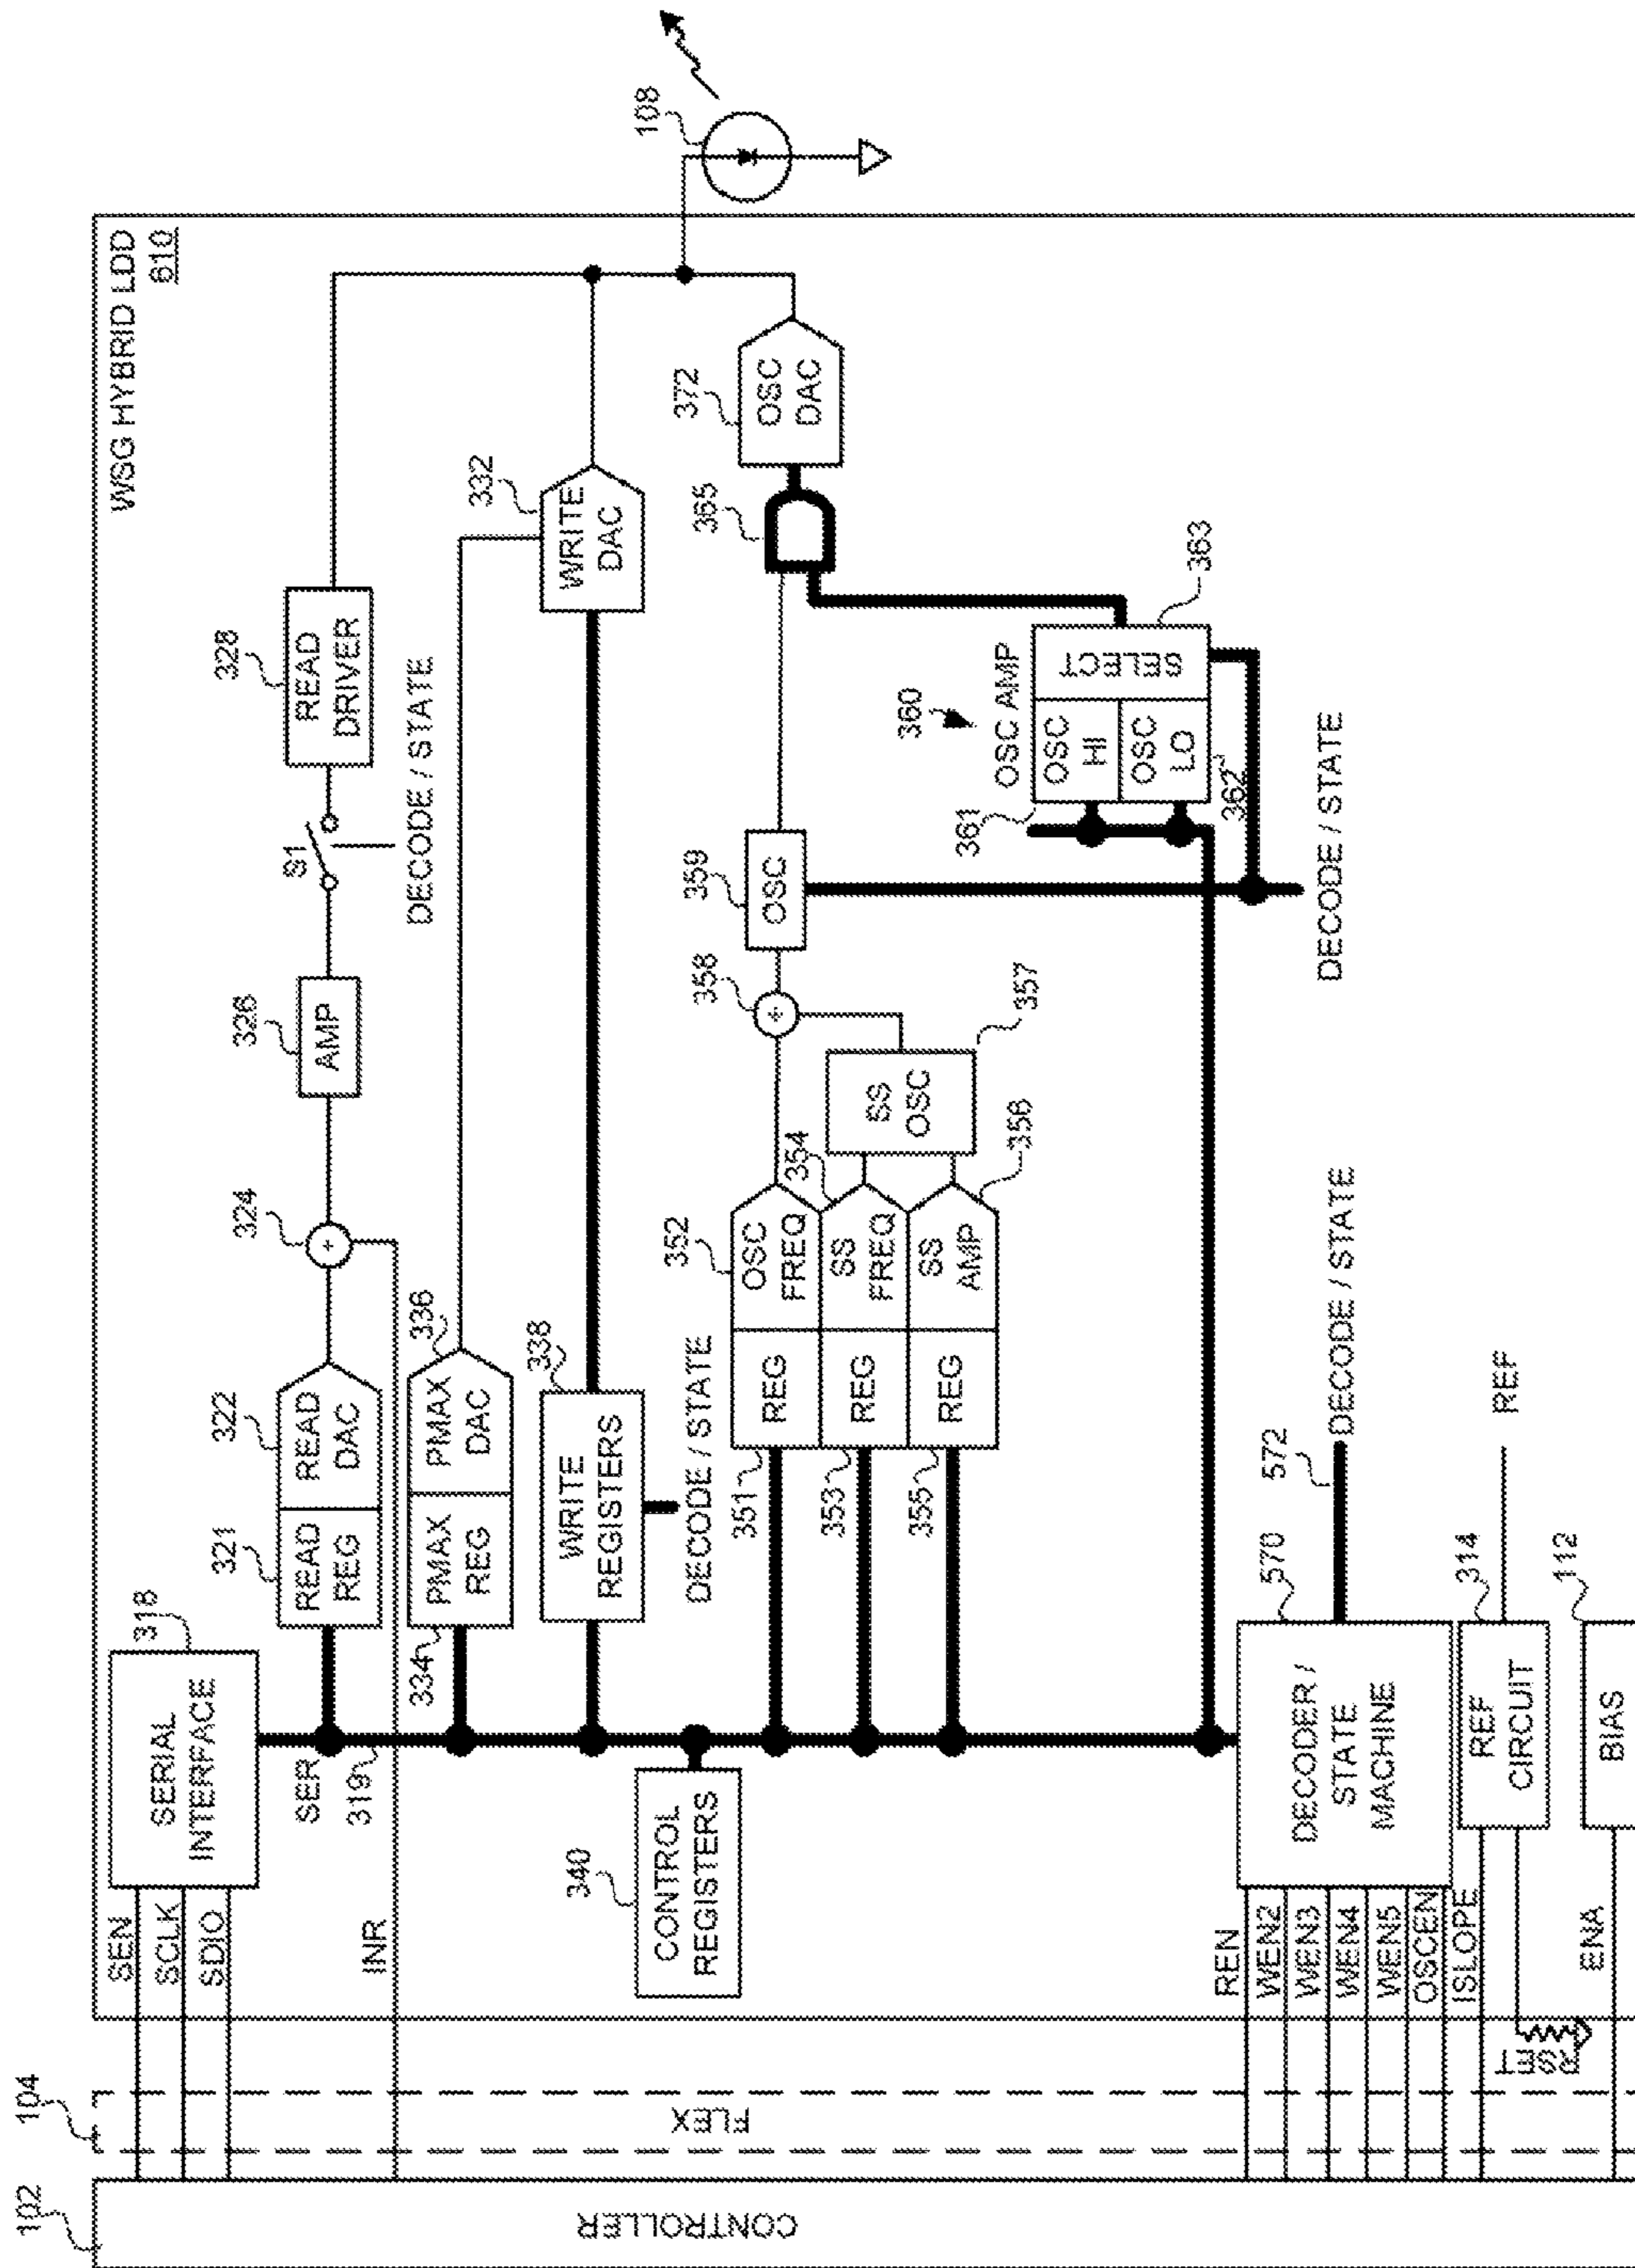 102
104
CONTROLLER
FLEX
WSG HYBRID LDD
610
SEN
SCLK
SDIO
SERIAL
INTERFACE
318
SER
319
INR
321
READ
REG
322
READ
DAC
324
+
326
AMP
S1
328
READ
DRIVER
DECODE / STATE
108
334
PMAX
REG
336
PMAX
DAC
332
WRITE
DAC
338
WRITE
REGISTERS
DECODE / STATE
340
CONTROL
REGISTERS
351
REG
352
OSC
FREQ
353
REG
354
SS
FREQ
355
REG
356
SS
AMP
357
SS
OSC
358
+
359
OSC
365
372
OSC
DAC
360
OSC AMP
361
OSC
HI
OSC
LO
362
SELECT
363
DECODE / STATE
REN
WEN2
WEN3
WEN4
WEN5
OSCEN
ISLOPE
570
DECODER /
STATE
MACHINE
572
DECODE / STATE
314
REF
CIRCUIT
REF
RSET
112
ENA
BIAS